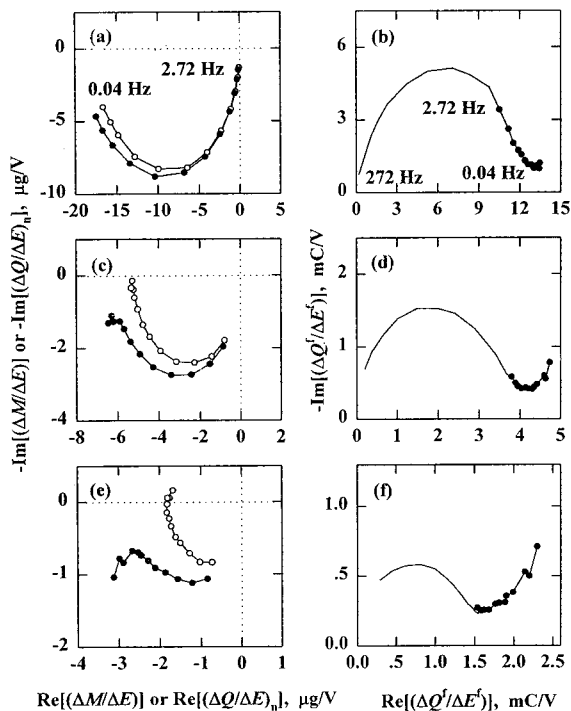 (a)
0
2.72 Hz
0.04 Hz
-5
-10
-20 -15 -10 -5 0 5
(b)
6
3
0
2.72 Hz
272 Hz
0.04 Hz
0 3 6 9 12 15
-Im[(ΔM/ΔE)] or -Im[(ΔQ/ΔE)n], μg/V
(c)
0
-2
-4
-8 -6 -4 -2 0 2
-Im[(ΔQᶠ/ΔEᶠ)], mC/V
(d)
2
1
0
0 1 2 3 4 5
(e)
0
-1
-2
-4 -3 -2 -1 0 1
(f)
1.0
.5
0.0
0.0 .5 1.0 1.5 2.0 2.5
Re[(ΔM/ΔE)] or Re[(ΔQ/ΔE)n], μg/V
Re[(ΔQᶠ/ΔEᶠ)], mC/V